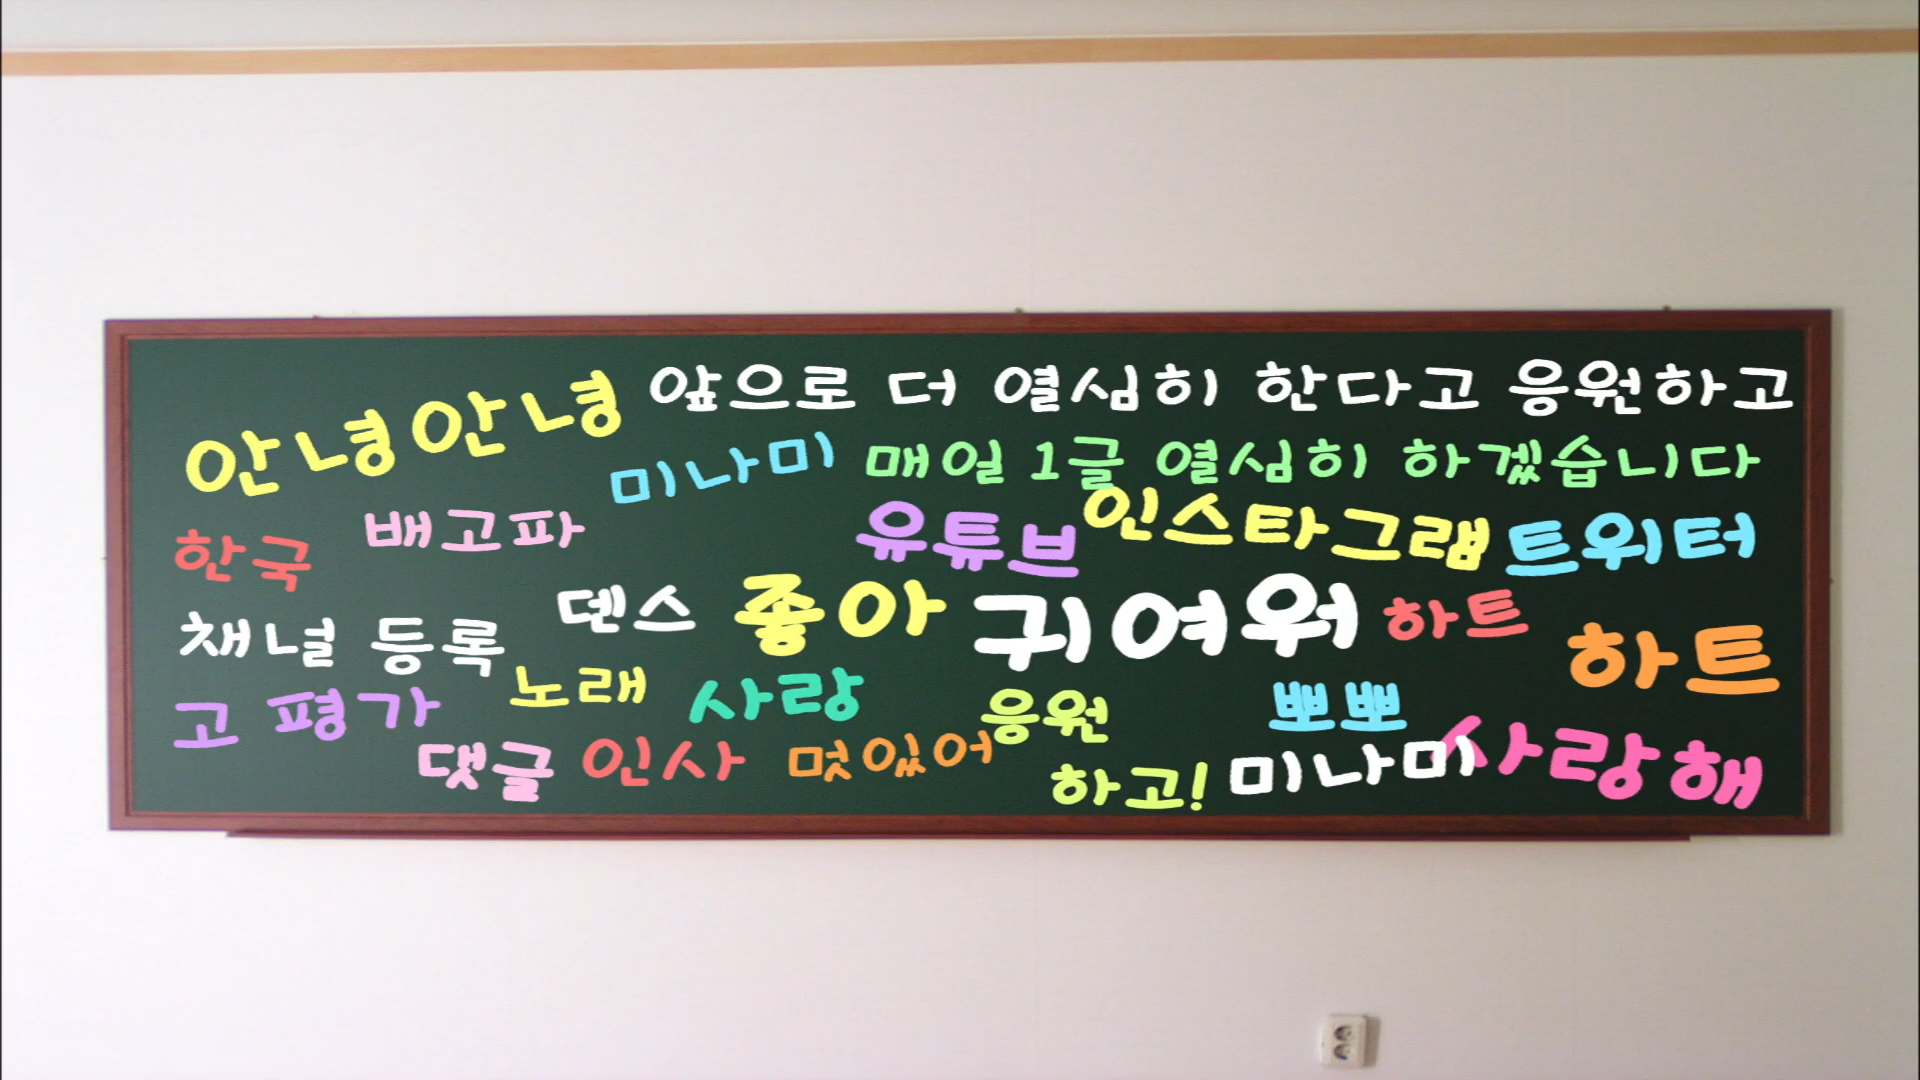 안녕안녕
앞으로 더 열심히 한다고 응원하고
미나미
매일 1글 열심히 하겠습니다
한국
배고파
유튜브
인스타그램
트위터
채널 등록
덴스
좋아
귀여워
하트
하트
고 평가
노래
사랑
응원
뽀뽀
댓글
인사
멋있어
하고!
미나미
사랑해